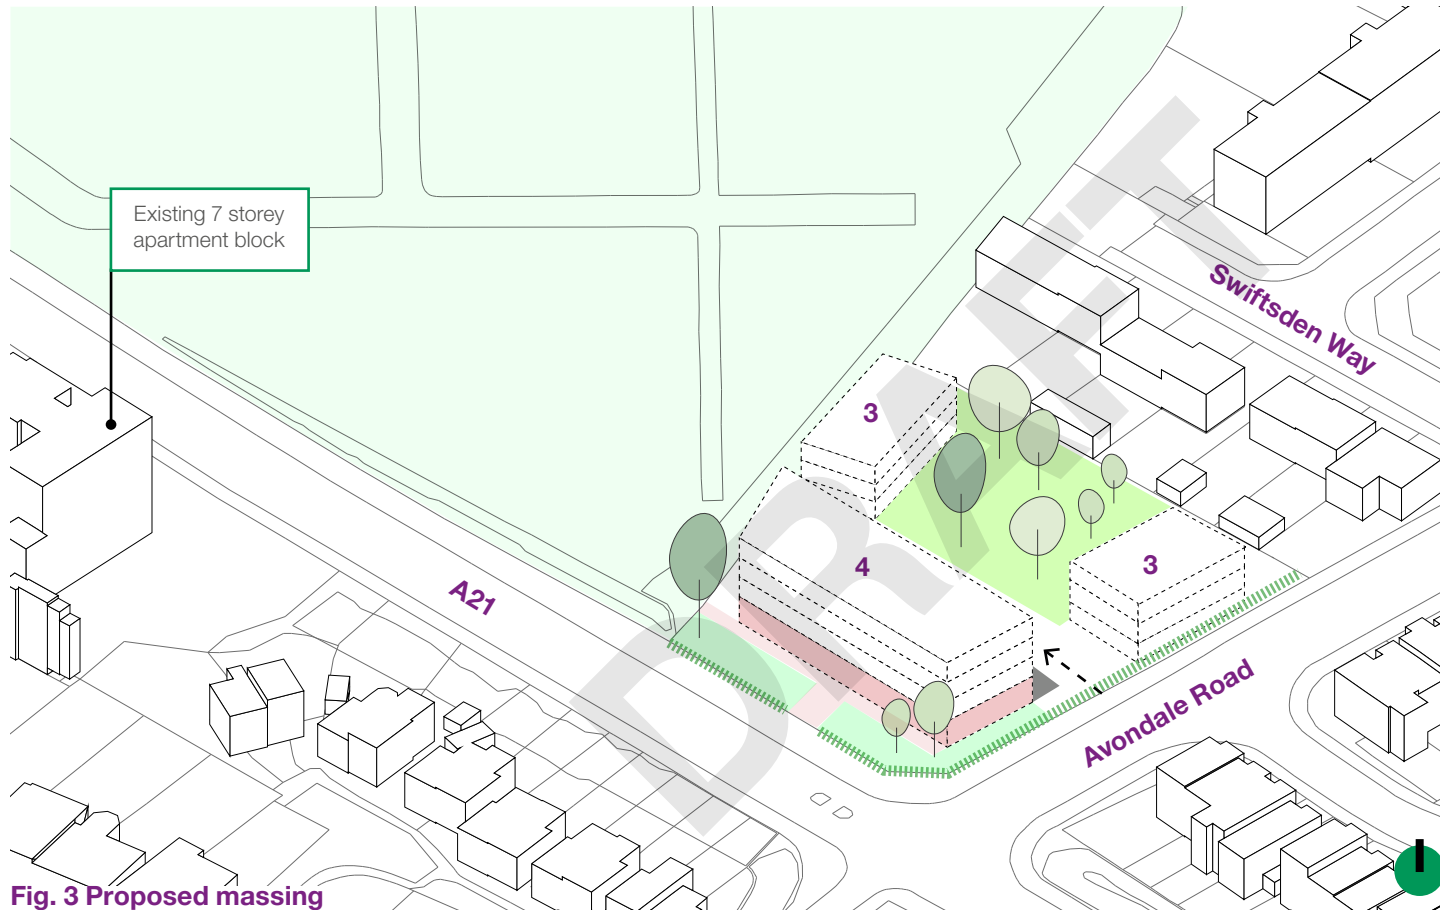 Existing 7 storey
apartment block
Swiftsden Way
3
4
3
A21
Avondale Road
DRAFT
Fig. 3 Proposed massing